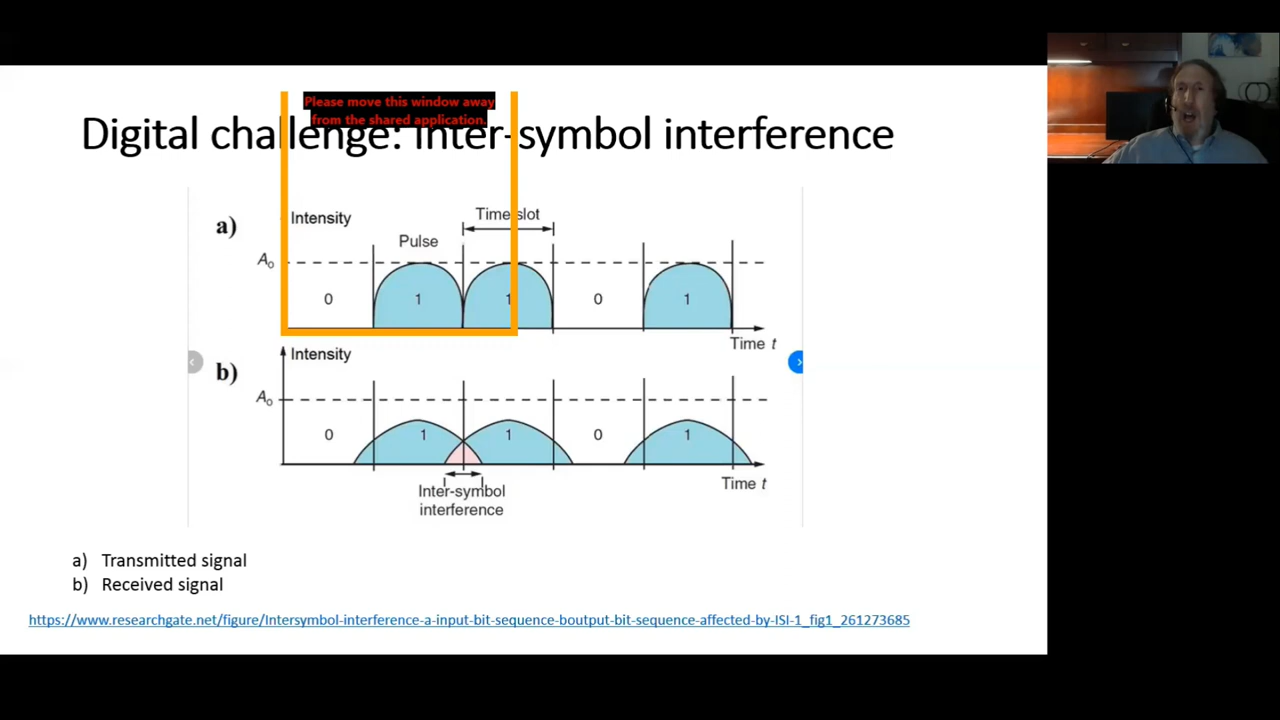 Please move this window away
from the shared application.
Digital challenge: Inter-symbol interference
a)
Intensity
Time slot
Pulse
A₀
0
1
1
0
1
Time t
b)
Intensity
A₀
0
1
1
0
1
Inter-symbol
interference
Time t
a) Transmitted signal
b) Received signal
https://www.researchgate.net/figure/Intersymbol-interference-a-input-bit-sequence-boutput-bit-sequence-affected-by-ISI-1_fig1_261273685